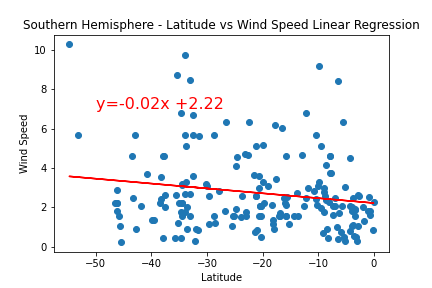 Southern Hemisphere - Latitude vs Wind Speed Linear Regression
10
8
y=-0.02x +2.22
6
4
2
0
Wind Speed
−50 −40 −30 −20 −10 0
Latitude